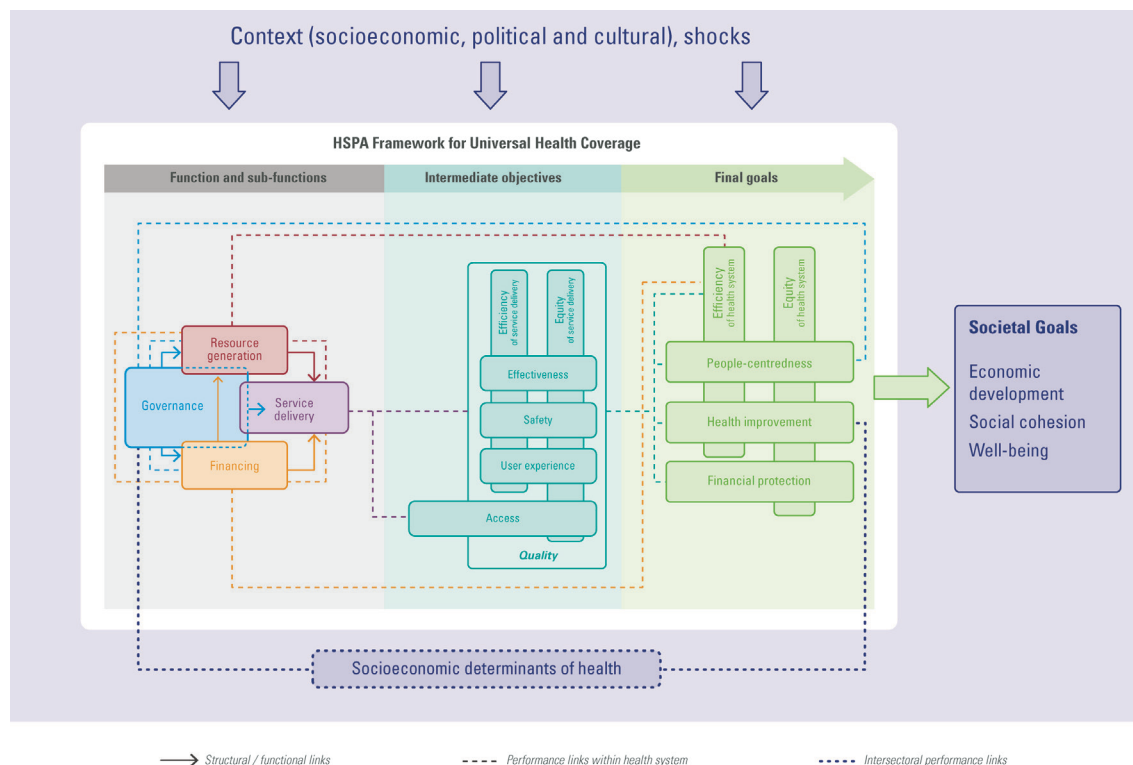 Context (socioeconomic, political and cultural), shocks
HSPA Framework for Universal Health Coverage
Function and sub-functions
Intermediate objectives
Final goals
Resource
generation
Governance
Service
delivery
Financing
Efficiency
of service delivery
Equity
of service delivery
Effectiveness
Safety
User experience
Access
Quality
Efficiency
of health system
Equity
of health system
People-centredness
Health improvement
Financial protection
Societal Goals
Economic
development
Social cohesion
Well-being
Socioeconomic determinants of health
Structural / functional links
Performance links within health system
Intersectoral performance links